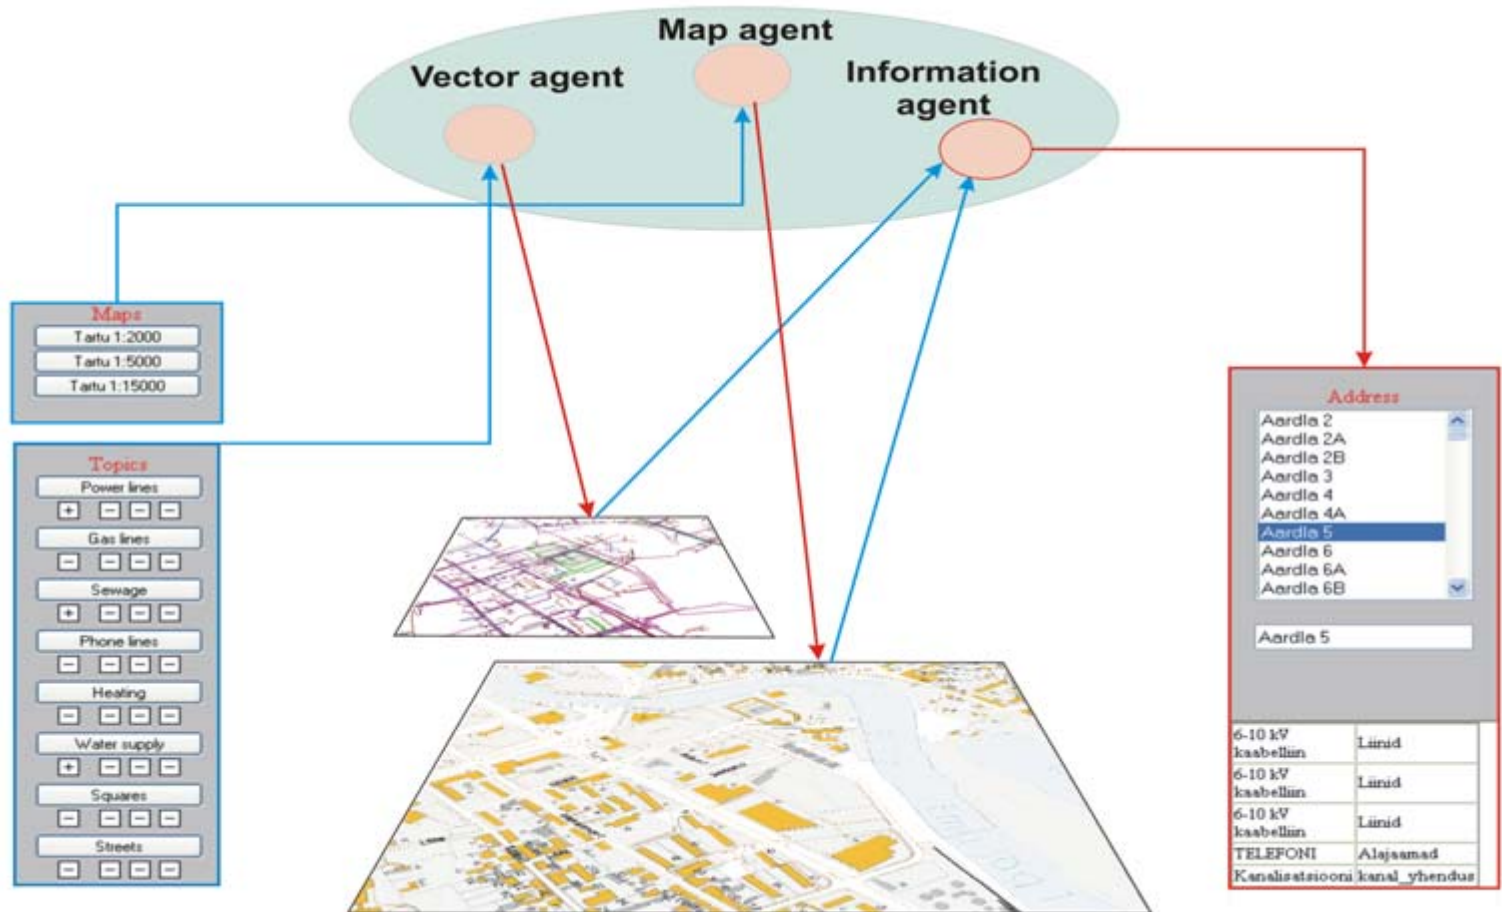 Map agent
Vector agent
Information
agent
Maps
Tartu 1:2000
Tartu 1:5000
Tartu 1:15000
Topics
Power lines
+ - - -
Gas lines
- - - -
Sewage
+ - - -
Phone lines
- - - -
Heating
- - - -
Water supply
+ - - -
Squares
- - - -
Streets
- - - -
Address
Aardla 2
Aardla 2A
Aardla 2B
Aardla 3
Aardla 4
Aardla 4A
Aardla 5
Aardla 6
Aardla 6A
Aardla 6B
Aardla 5
6-10 kV
kaabelliin
Liinid
6-10 kV
kaabelliin
Liinid
6-10 kV
kaabelliin
Liinid
TELEFONI Alajaamad
Kanalisatsiooni kanal_yhendus